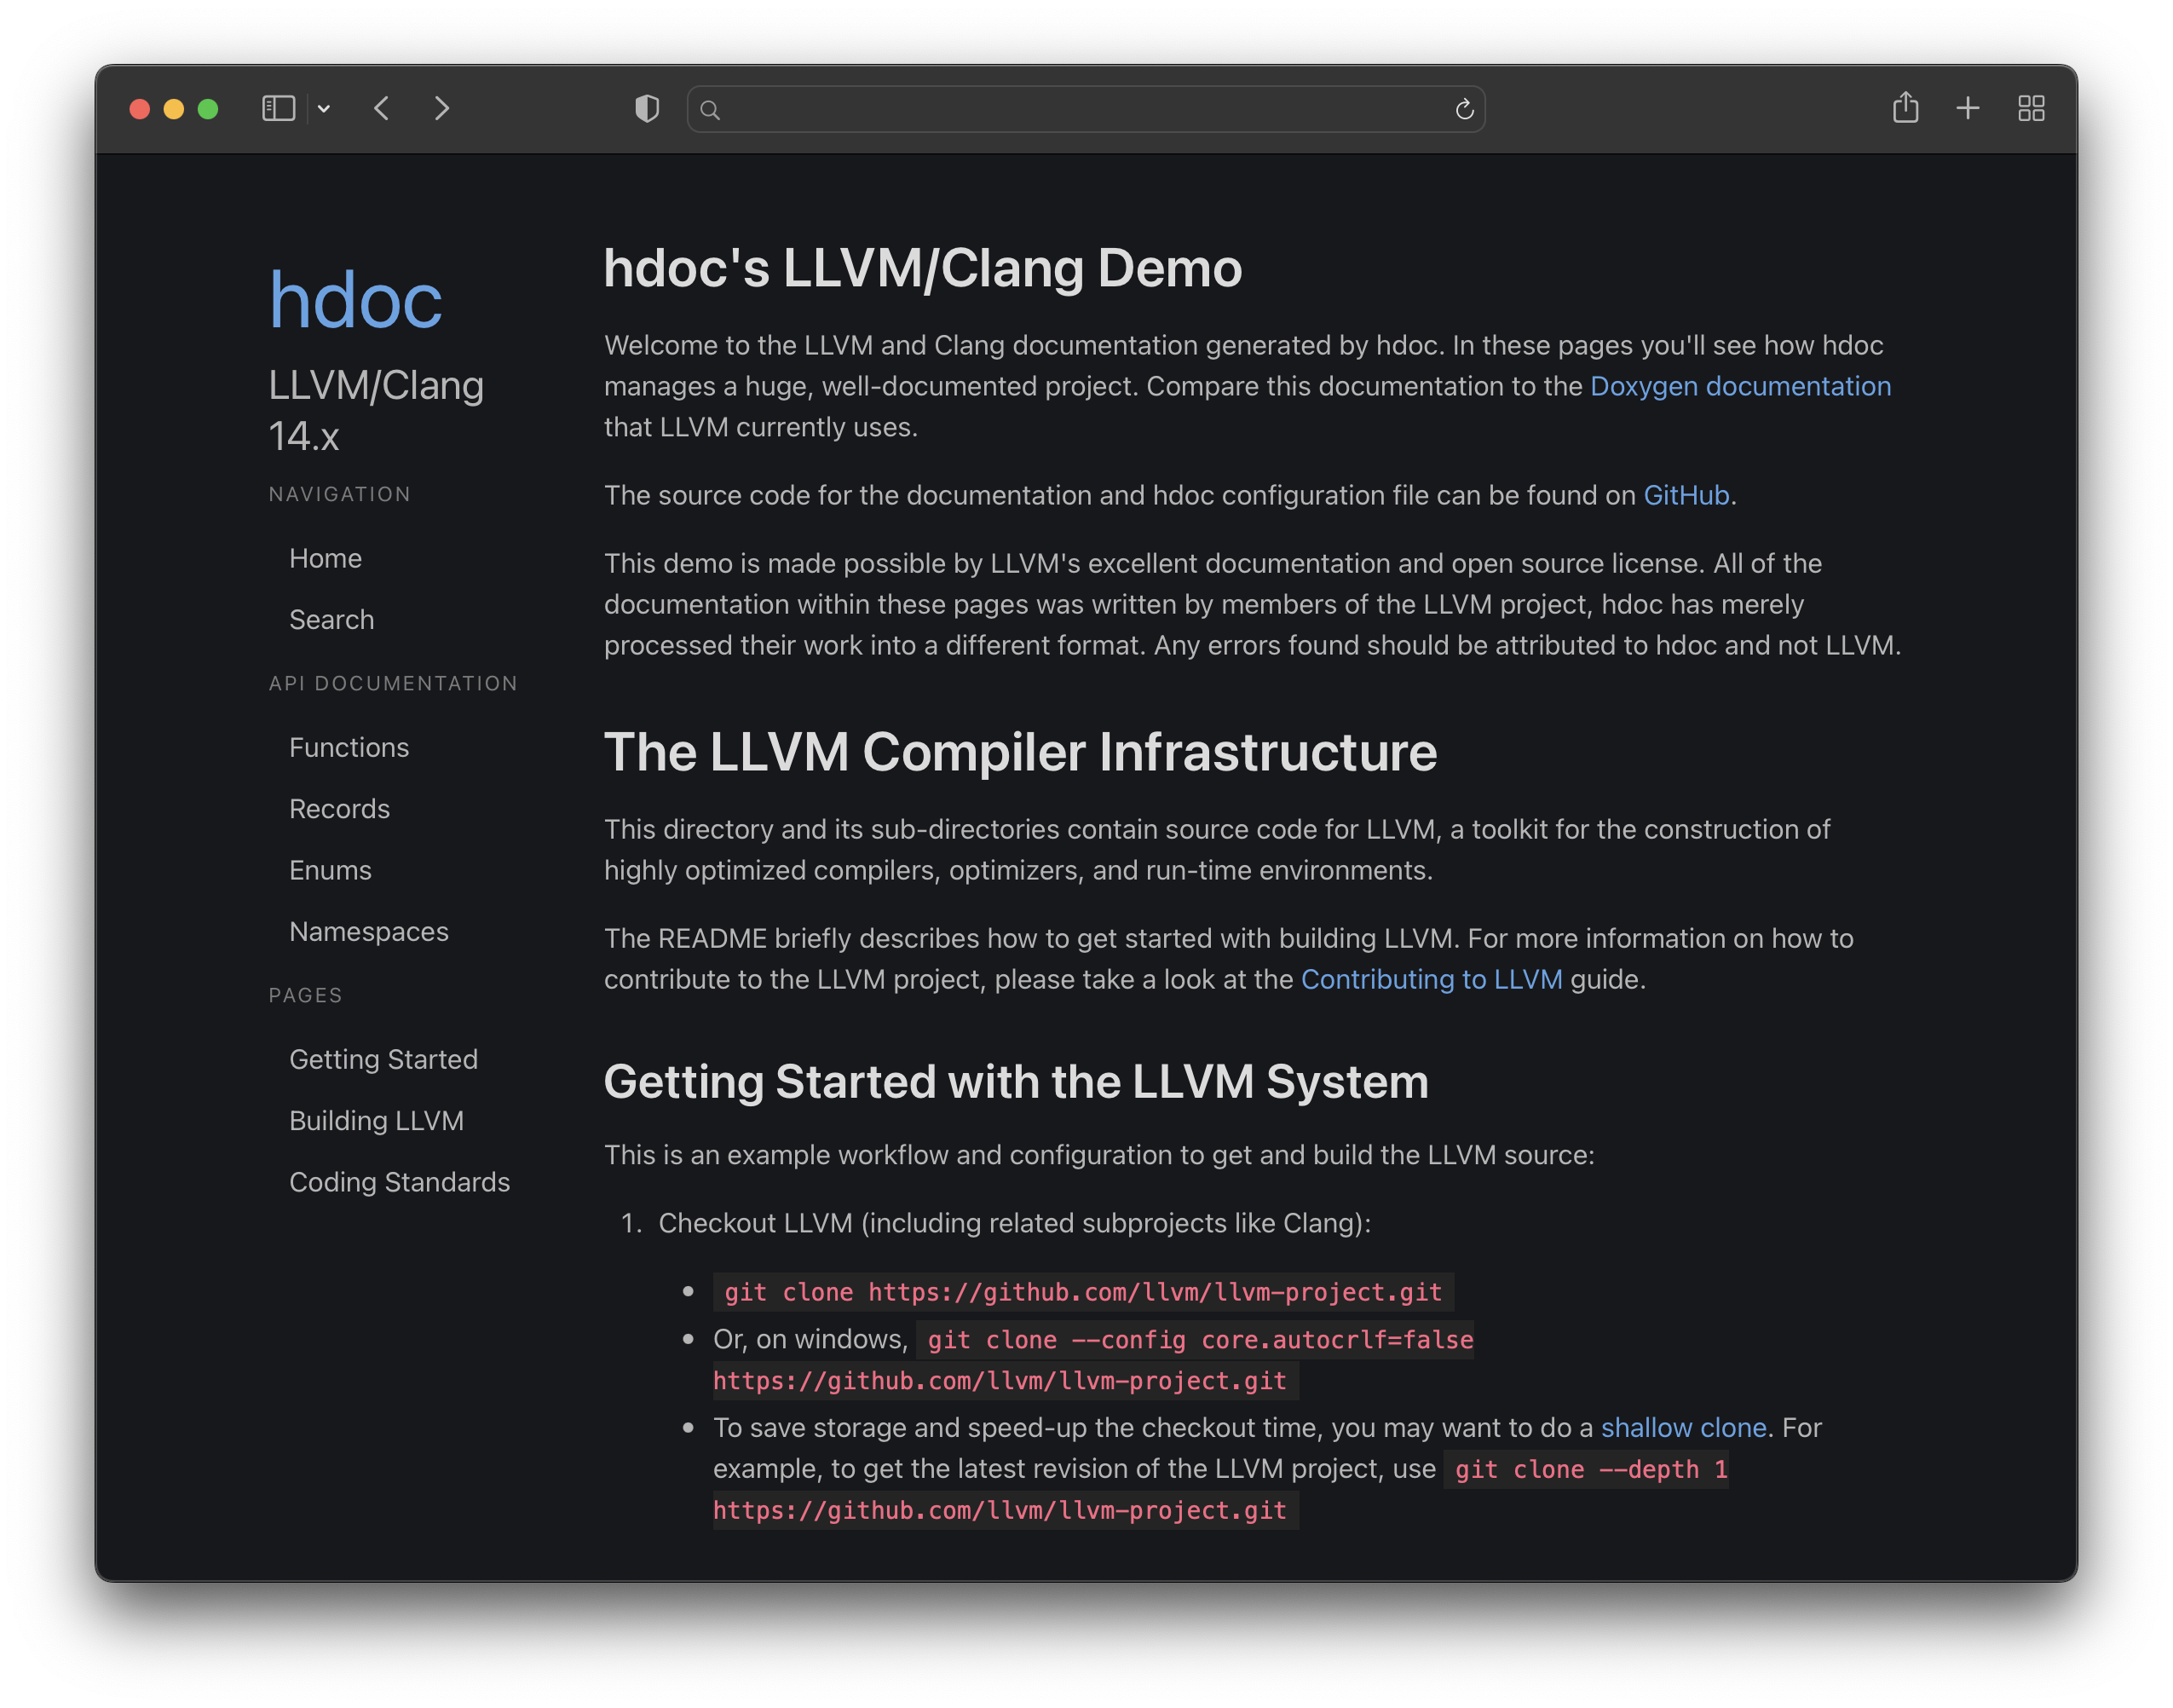 hdoc
LLVM/Clang
14.x
NAVIGATION
Home
Search
API DOCUMENTATION
Functions
Records
Enums
Namespaces
PAGES
Getting Started
Building LLVM
Coding Standards
hdoc's LLVM/Clang Demo
Welcome to the LLVM and Clang documentation generated by hdoc. In these pages you'll see how hdoc
manages a huge, well-documented project. Compare this documentation to the Doxygen documentation
that LLVM currently uses.
The source code for the documentation and hdoc configuration file can be found on GitHub.
This demo is made possible by LLVM's excellent documentation and open source license. All of the
documentation within these pages was written by members of the LLVM project, hdoc has merely
processed their work into a different format. Any errors found should be attributed to hdoc and not LLVM.
The LLVM Compiler Infrastructure
This directory and its sub-directories contain source code for LLVM, a toolkit for the construction of
highly optimized compilers, optimizers, and run-time environments.
The README briefly describes how to get started with building LLVM. For more information on how to
contribute to the LLVM project, please take a look at the Contributing to LLVM guide.
Getting Started with the LLVM System
This is an example workflow and configuration to get and build the LLVM source:
1. Checkout LLVM (including related subprojects like Clang):
• git clone https://github.com/llvm/llvm-project.git
• Or, on windows, git clone --config core.autocrlf=false
https://github.com/llvm/llvm-project.git
• To save storage and speed-up the checkout time, you may want to do a shallow clone. For
example, to get the latest revision of the LLVM project, use git clone --depth 1
https://github.com/llvm/llvm-project.git